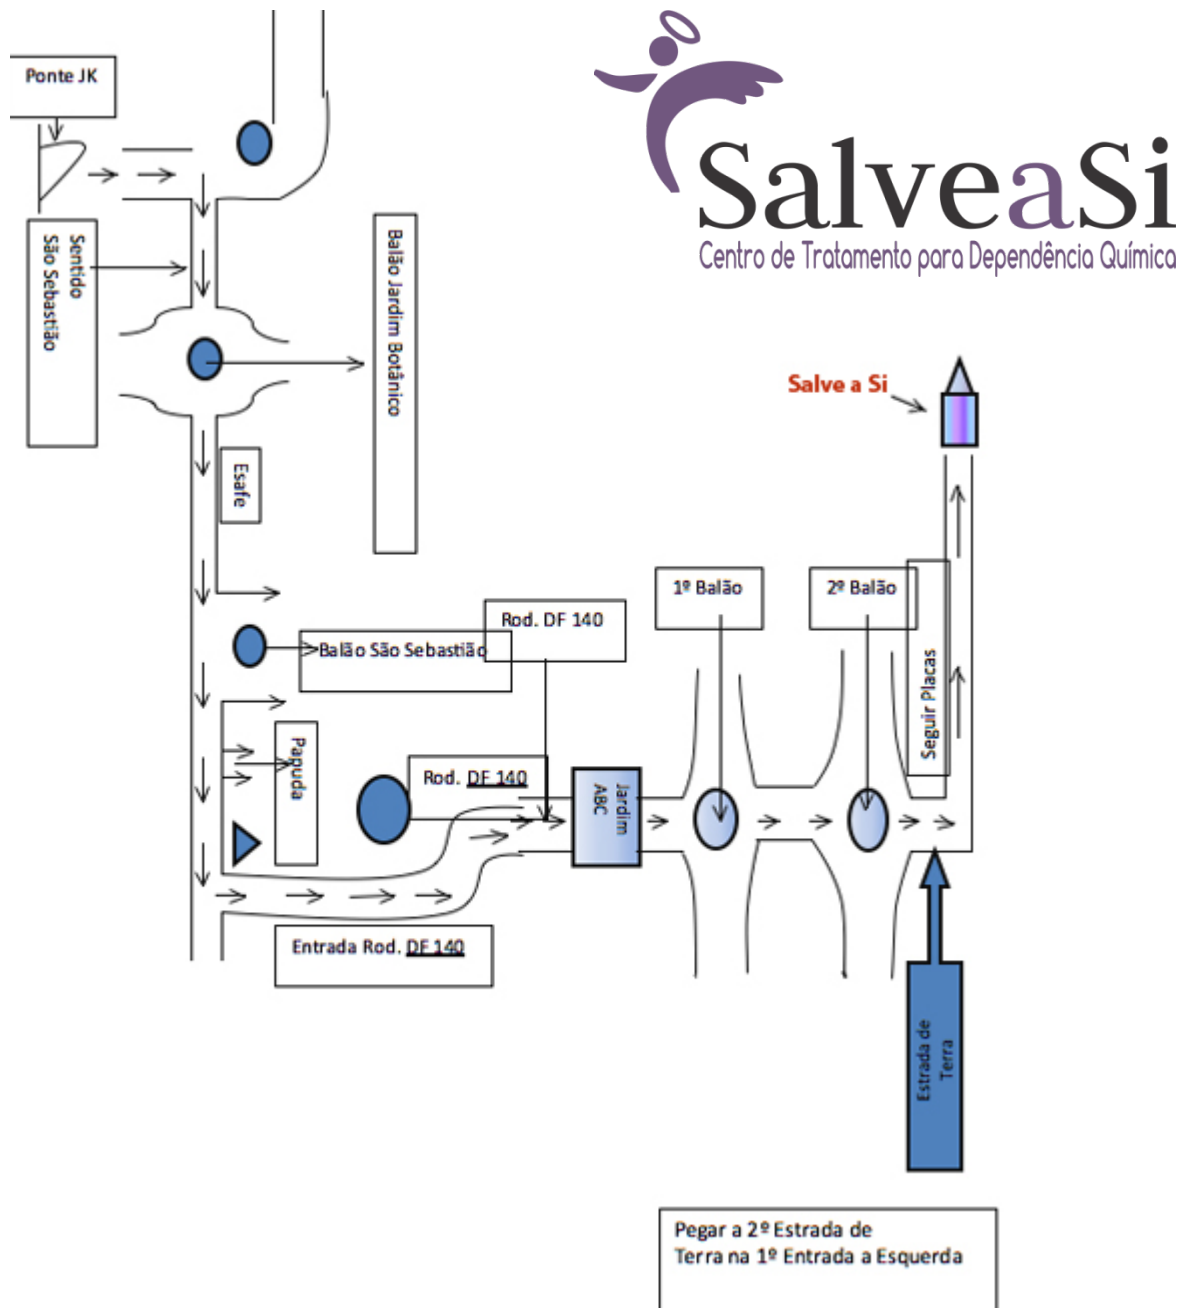 Ponte JK
SalveaSi
Centro de Tratamento para Dependência Química
Sentido
São Sebastião
Balão Jardim Botânico
Salve a Si
Esafe
1º Balão
2º Balão
Rod. DF 140
Balão São Sebastião
Seguir Placas
Papuda
Rod. DF 140
Jardim
ABC
Entrada Rod. DF 140
Estrada de
Terra
Pegar a 2º Estrada de
Terra na 1º Entrada a Esquerda